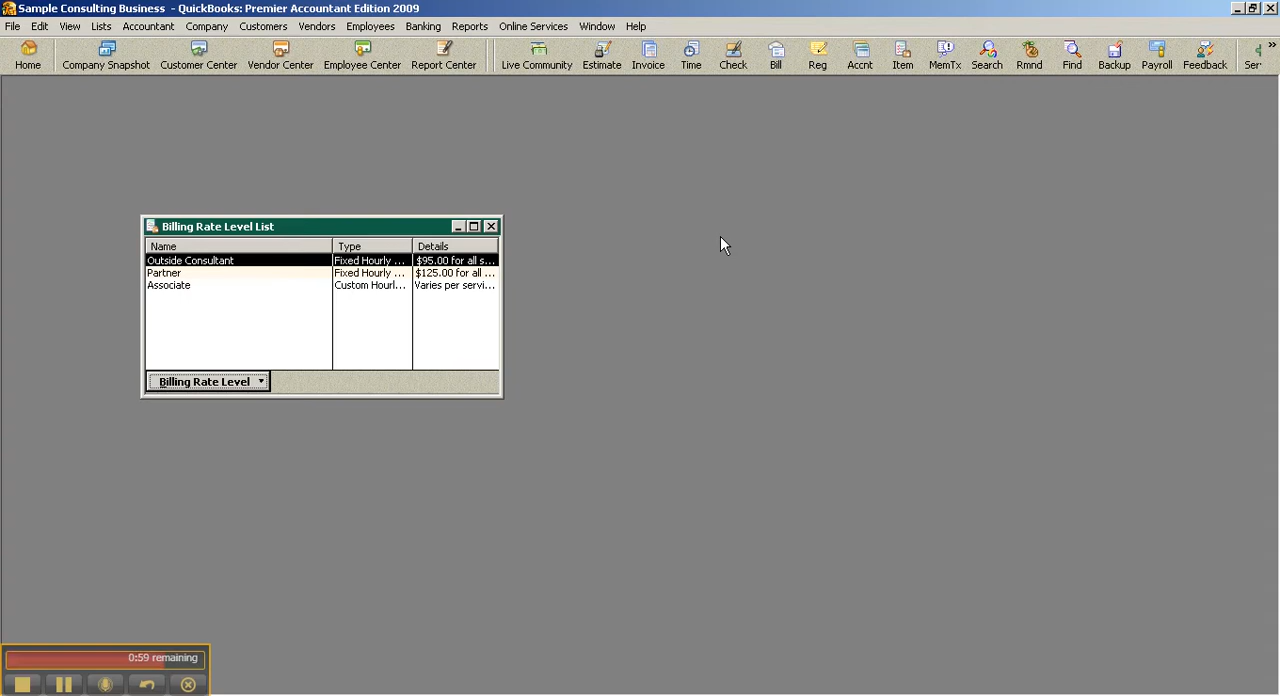 Sample Consulting Business - QuickBooks: Premier Accountant Edition 2009
File Edit View Lists Accountant Company Customers Vendors Employees Banking Reports Online Services Window Help
Home Company Snapshot Customer Center Vendor Center Employee Center Report Center Live Community Estimate Invoice Time Check Bill Reg Accnt Item MemTx Search Rmnd Find Backup Payroll Feedback Ser
Billing Rate Level List
Name Type Details
Outside Consultant Fixed Hourly ... $95.00 for all s...
Partner Fixed Hourly ... $125.00 for all ...
Associate Custom Hourl... Varies per servi...
Billing Rate Level
0:59 remaining